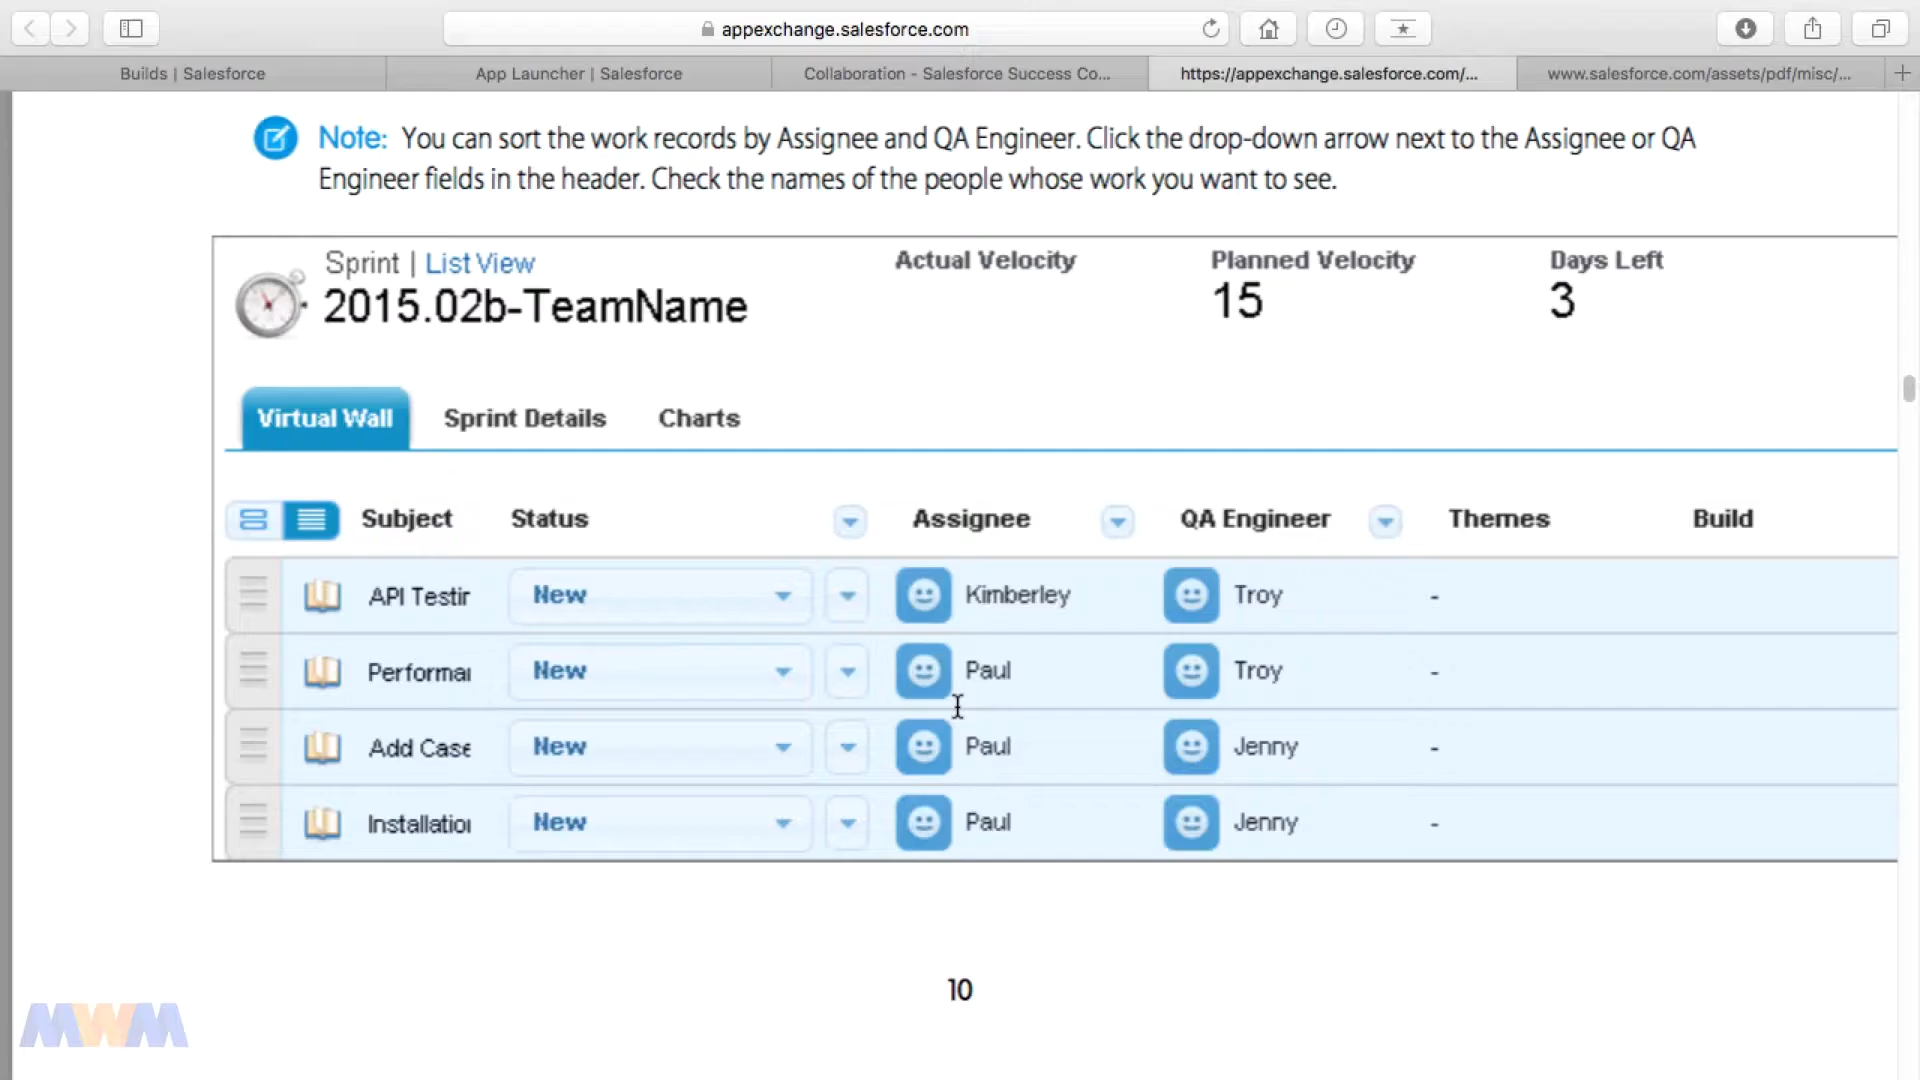 appexchange.salesforce.com
Builds | Salesforce
App Launcher | Salesforce
Collaboration - Salesforce Success Co...
https://appexchange.salesforce.com/...
www.salesforce.com/assets/pdf/misc/...
Note: You can sort the work records by Assignee and QA Engineer. Click the drop-down arrow next to the Assignee or QA
Engineer fields in the header. Check the names of the people whose work you want to see.
Sprint | List View
2015.02b-TeamName
Actual Velocity
Planned Velocity
15
Days Left
3
Virtual Wall
Sprint Details
Charts
Subject Status Assignee QA Engineer Themes Build
API Testir New Kimberley Troy -
Performar New Paul Troy -
Add Case New Paul Jenny -
Installation New Paul Jenny -
10
MWM